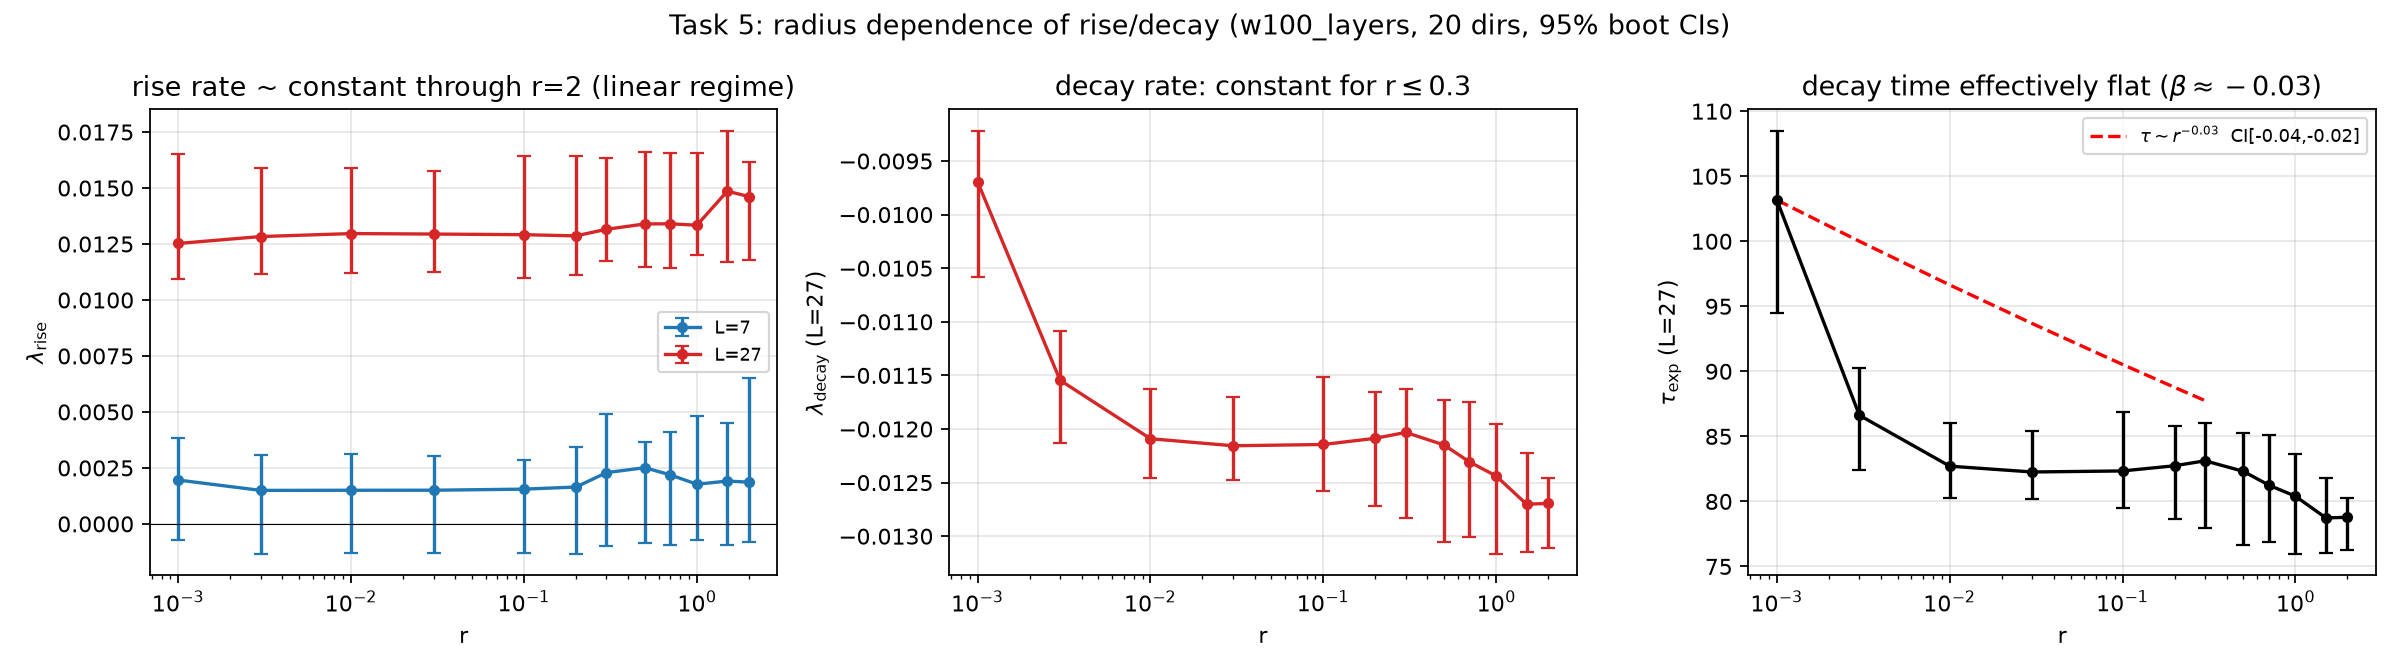 Task 5: radius dependence of rise/decay (w100_layers, 20 dirs, 95% boot CIs)
rise rate ~ constant through r=2 (linear regime)
λrise
0.0175
0.0150
0.0125
0.0100
0.0075
0.0050
0.0025
0.0000
L=7
L=27
10⁻³
10⁻²
10⁻¹
10⁰
r
decay rate: constant for r ≤ 0.3
λdecay (L=27)
−0.0095
−0.0100
−0.0105
−0.0110
−0.0115
−0.0120
−0.0125
−0.0130
10⁻³
10⁻²
10⁻¹
10⁰
r
decay time effectively flat (β ≈ − 0.03)
τexp (L=27)
110
105
100
95
90
85
80
75
τ ~ r⁻⁰·⁰³ CI[-0.04,-0.02]
10⁻³
10⁻²
10⁻¹
10⁰
r